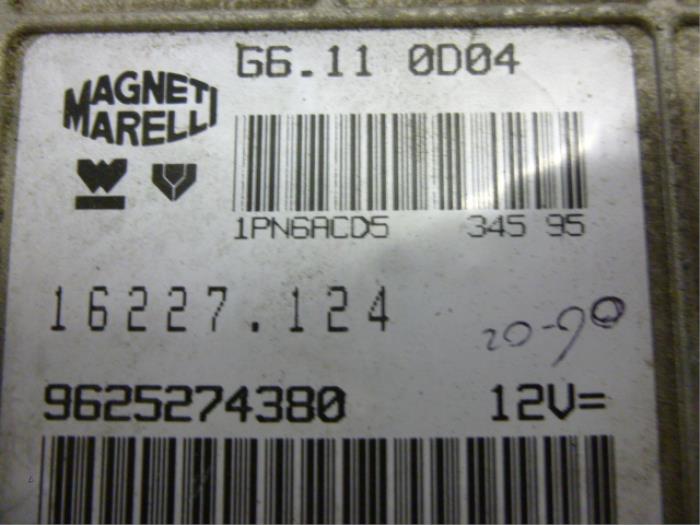 G6.11 0D04
MAGNETI
MARELLI
1PN6ACD5 345 95
16227.124
20-90
9625274380 12V=